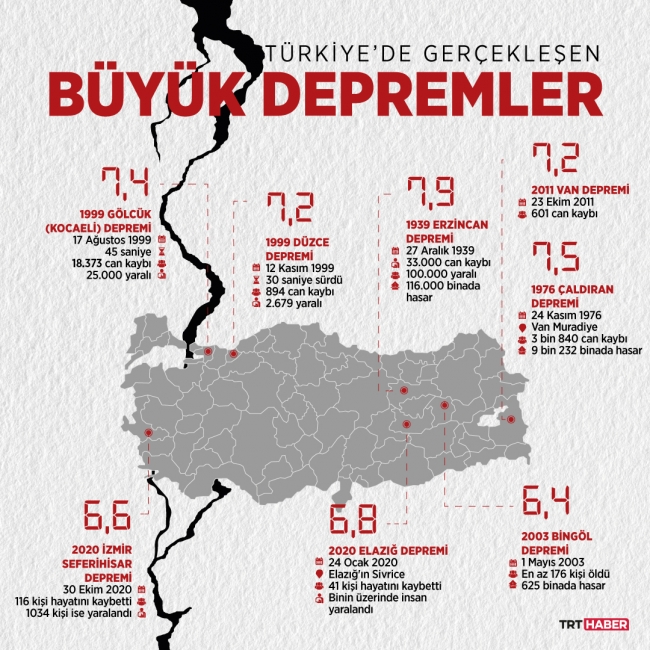 TÜRKİYE'DE GERÇEKLEŞEN
BÜYÜK DEPREMLER
7,4
1999 GÖLCÜK
(KOCAELİ) DEPREMİ
17 Ağustos 1999
45 saniye
18.373 can kaybı
25.000 yaralı
7,2
1999 DÜZCE
DEPREMİ
12 Kasım 1999
30 saniye sürdü
894 can kaybı
2.679 yaralı
7,9
1939 ERZİNCAN
DEPREMİ
27 Aralık 1939
33.000 can kaybı
100.000 yaralı
116.000 binada
hasar
7,2
2011 VAN DEPREMİ
23 Ekim 2011
601 can kaybı
7,5
1976 ÇALDIRAN
DEPREMİ
24 Kasım 1976
Van Muradiye
3 bin 840 can kaybı
9 bin 232 binada hasar
6,6
2020 İZMİR
SEFERİHİSAR
DEPREMİ
30 Ekim 2020
116 kişi hayatını kaybetti
1034 kişi ise yaralandı
6,8
2020 ELAZIĞ DEPREMİ
24 Ocak 2020
Elazığ'ın Sivrice
41 kişi hayatını kaybetti
Binin üzerinde insan
yaralandı
6,4
2003 BİNGÖL
DEPREMİ
1 Mayıs 2003
En az 176 kişi öldü
625 binada hasar
TRT HABER